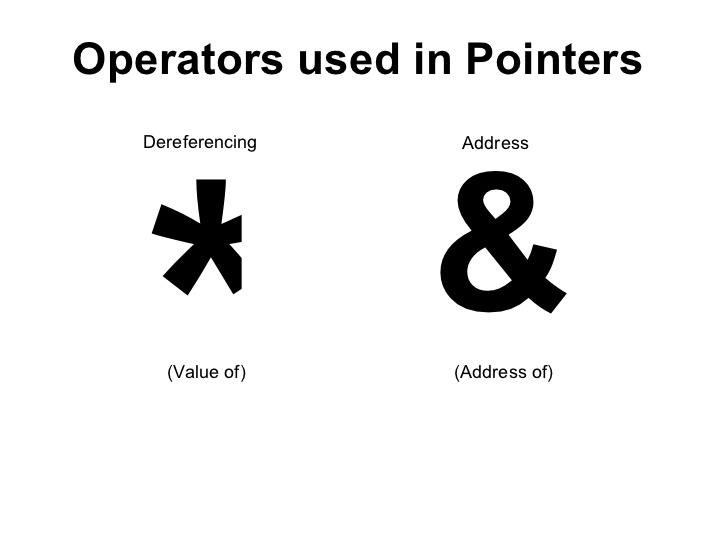 Operators used in Pointers
Dereferencing Address
* &
(Value of) (Address of)